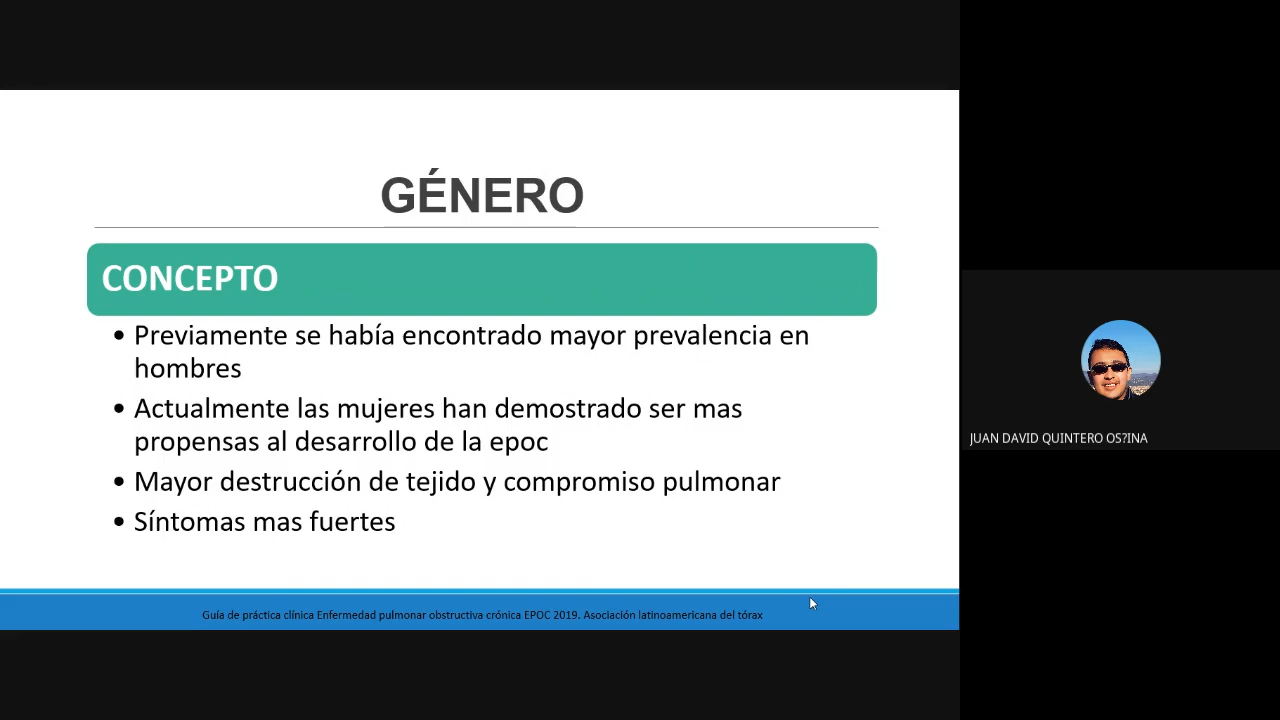 GÉNERO
CONCEPTO
• Previamente se había encontrado mayor prevalencia en
hombres
• Actualmente las mujeres han demostrado ser mas
propensas al desarrollo de la epoc
• Mayor destrucción de tejido y compromiso pulmonar
• Síntomas mas fuertes
Guía de práctica clínica Enfermedad pulmonar obstructiva crónica EPOC 2019. Asociación latinoamericana del tórax
JUAN DAVID QUINTERO OS?INA